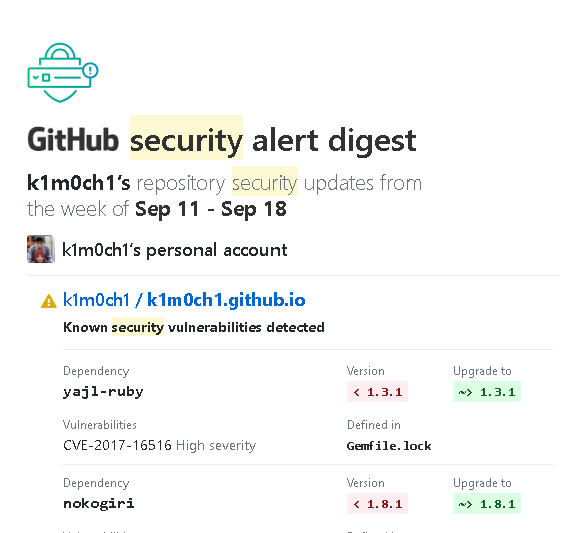 GitHub security alert digest
k1m0ch1's repository security updates from
the week of Sep 11 - Sep 18
k1m0ch1's personal account
k1m0ch1 / k1m0ch1.github.io
Known security vulnerabilities detected
Dependency Version Upgrade to
yajl-ruby < 1.3.1 ~> 1.3.1
Vulnerabilities Defined in
CVE-2017-16516 High severity Gemfile.lock
Dependency Version Upgrade to
nokogiri < 1.8.1 ~> 1.8.1